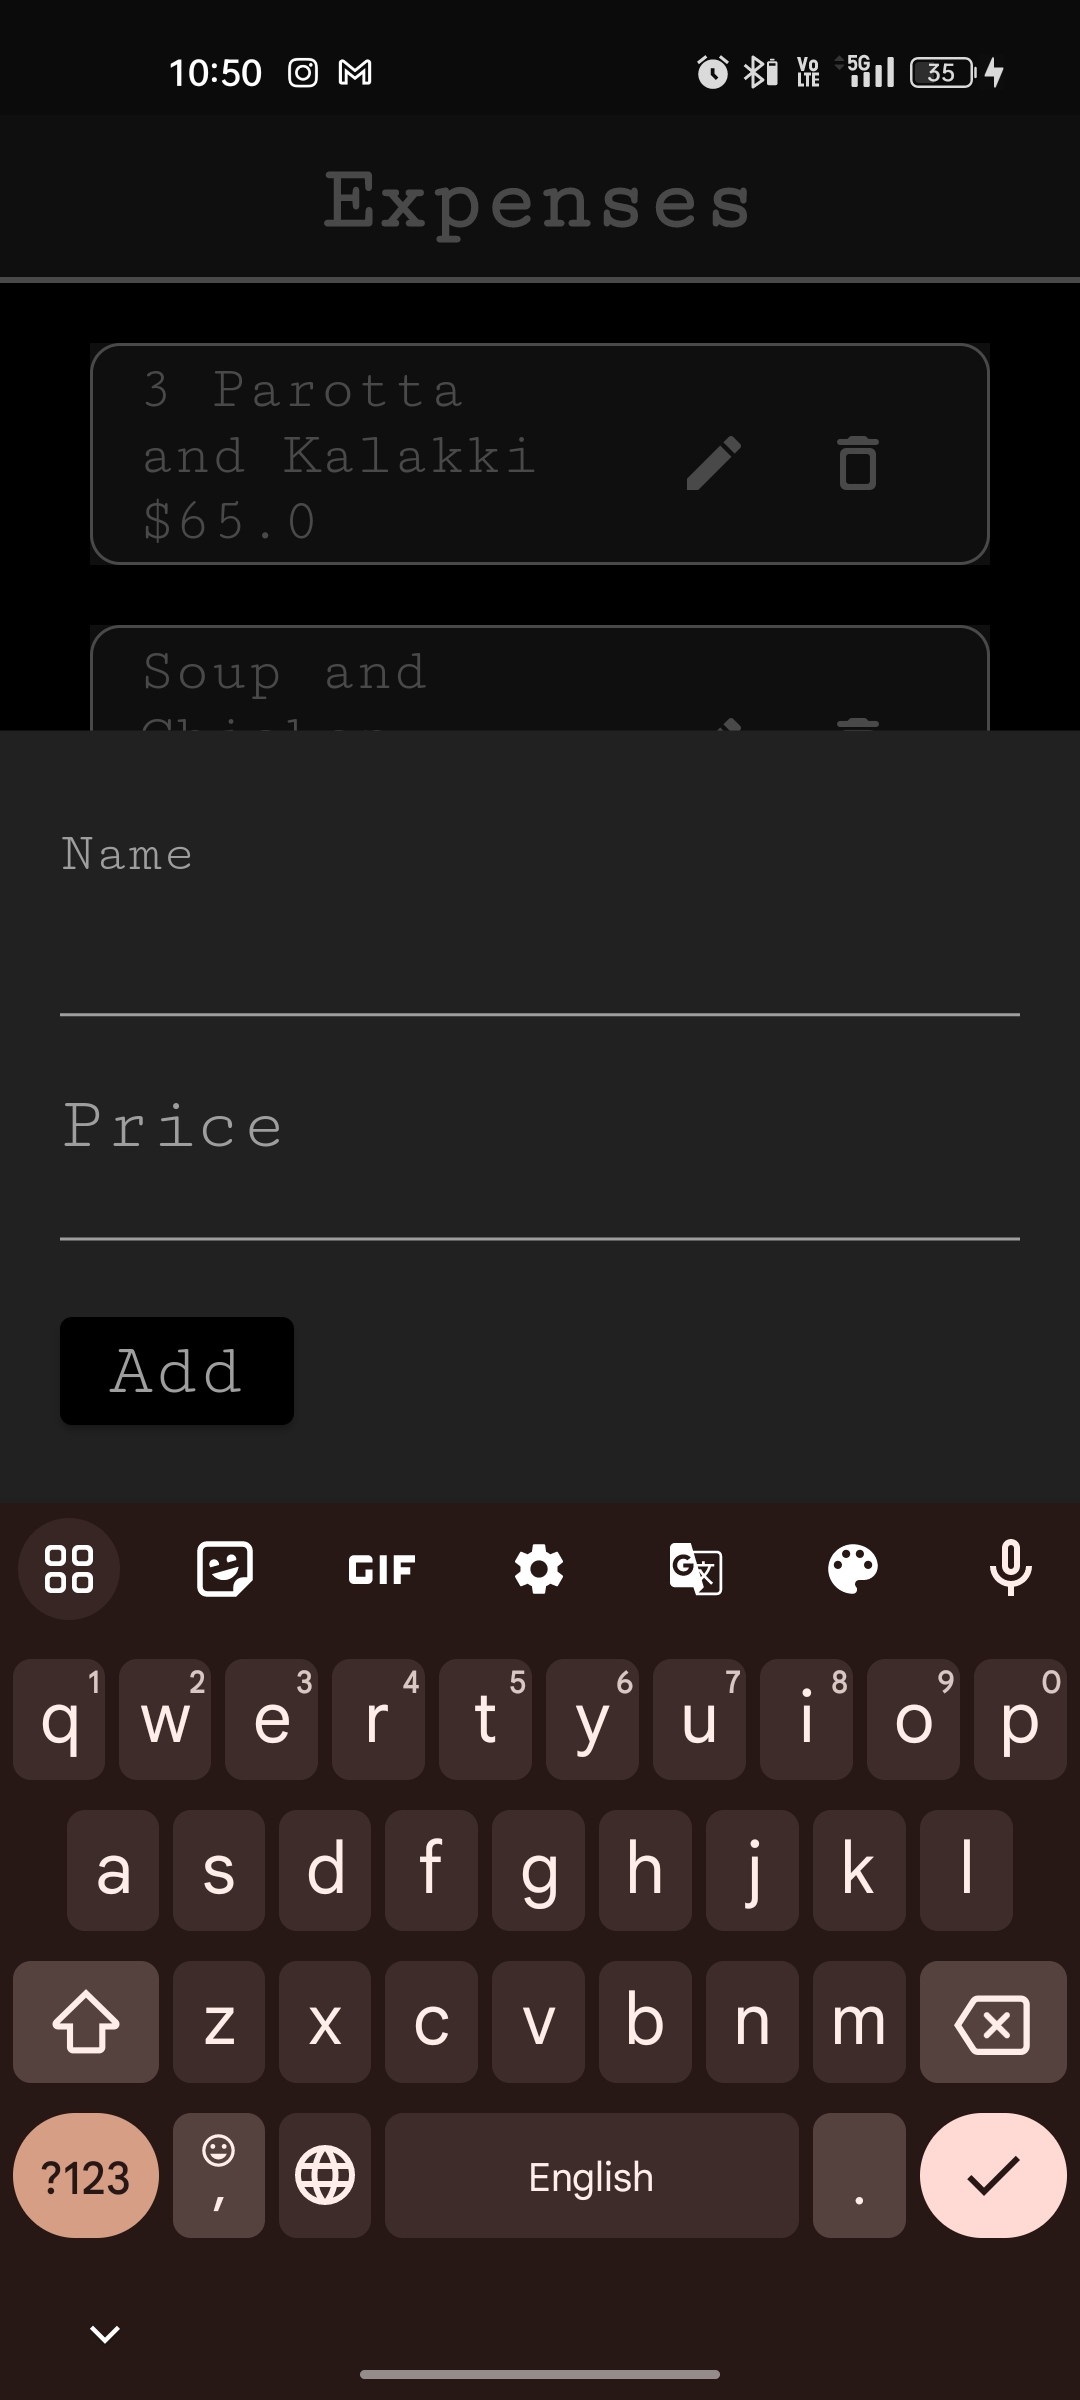 10:50
Vo
LTE
5G
35
Expenses
3 Parotta
and Kalakki
$65.0
Soup and
Name
Price
Add
GIF
G
q1 w2 e3 r4 t5 y6 u7 i8 o9 p0
a s d f g h j k l
z x c v b n m
?123 , English .